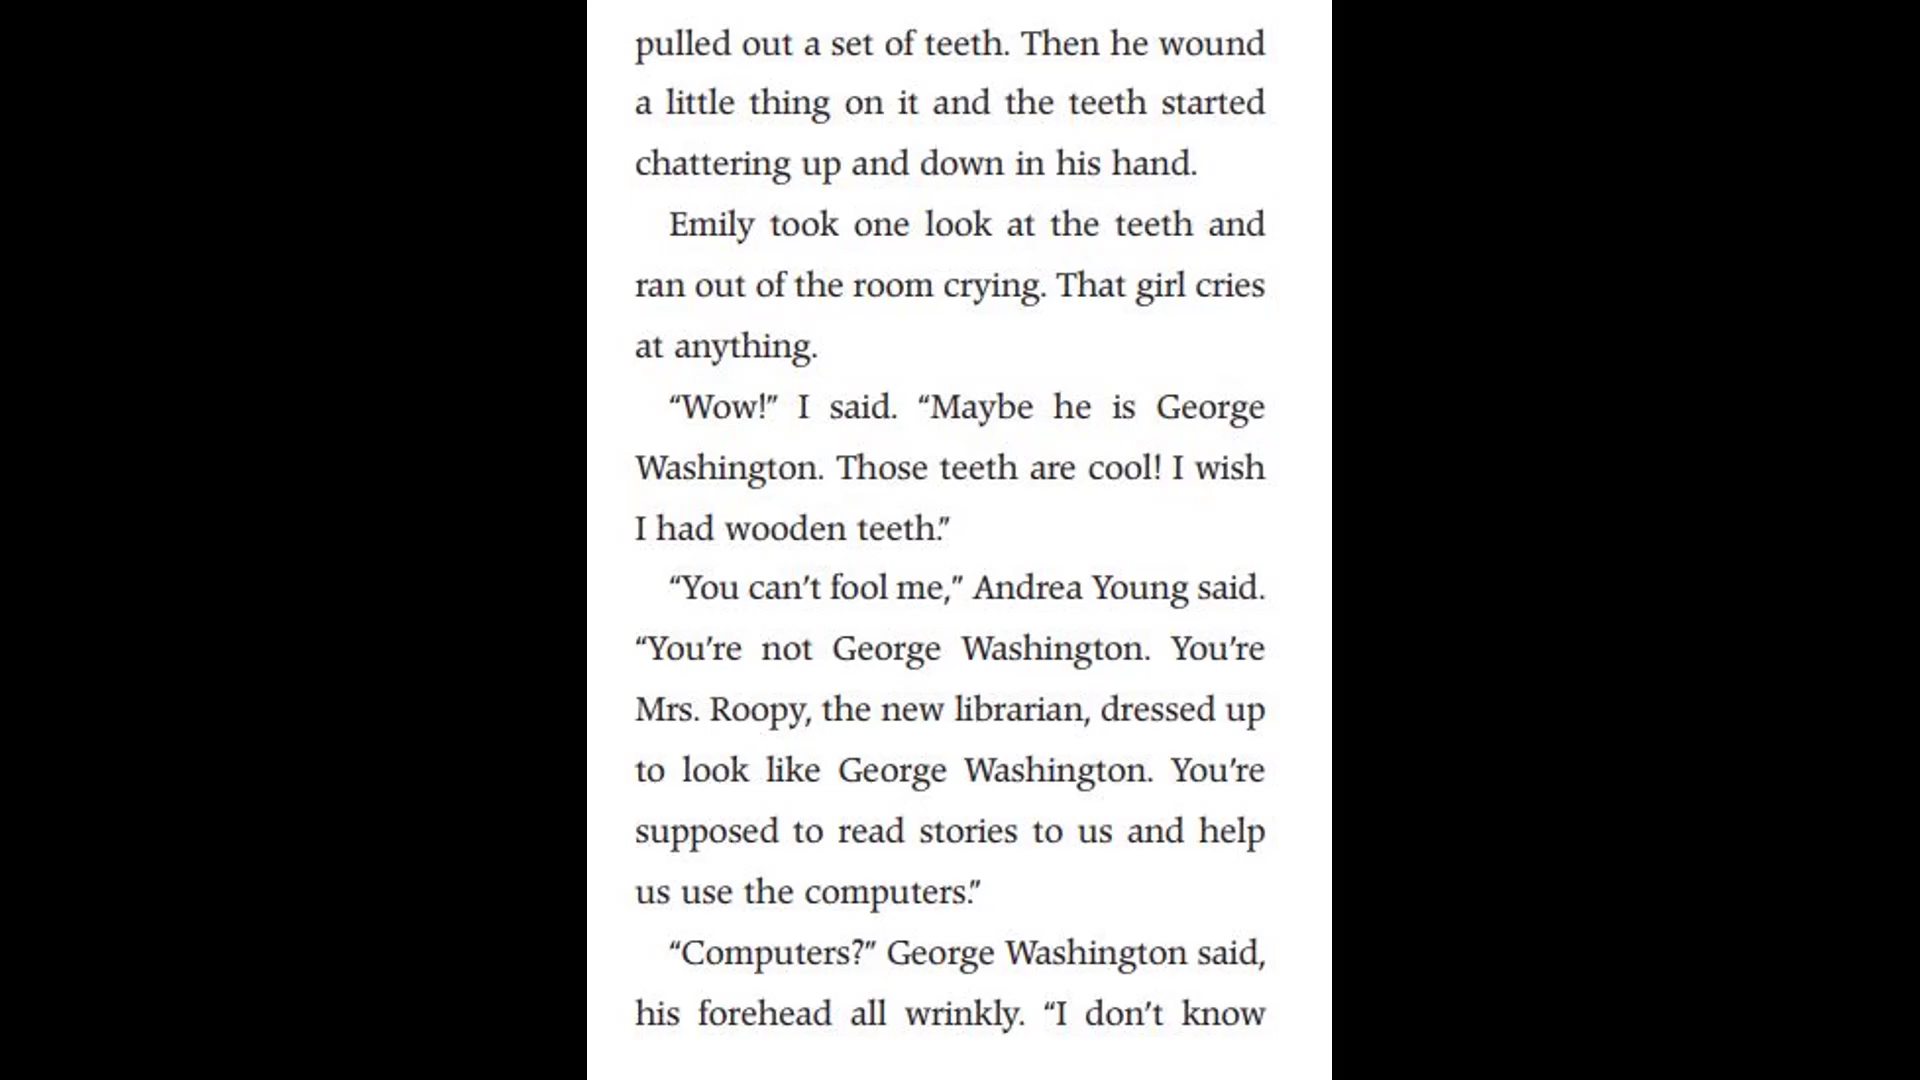 pulled out a set of teeth. Then he wound
a little thing on it and the teeth started
chattering up and down in his hand.
Emily took one look at the teeth and
ran out of the room crying. That girl cries
at anything.
“Wow!” I said. “Maybe he is George
Washington. Those teeth are cool! I wish
I had wooden teeth.”
“You can’t fool me,” Andrea Young said.
“You’re not George Washington. You’re
Mrs. Roopy, the new librarian, dressed up
to look like George Washington. You’re
supposed to read stories to us and help
us use the computers.”
“Computers?” George Washington said,
his forehead all wrinkly. “I don’t know